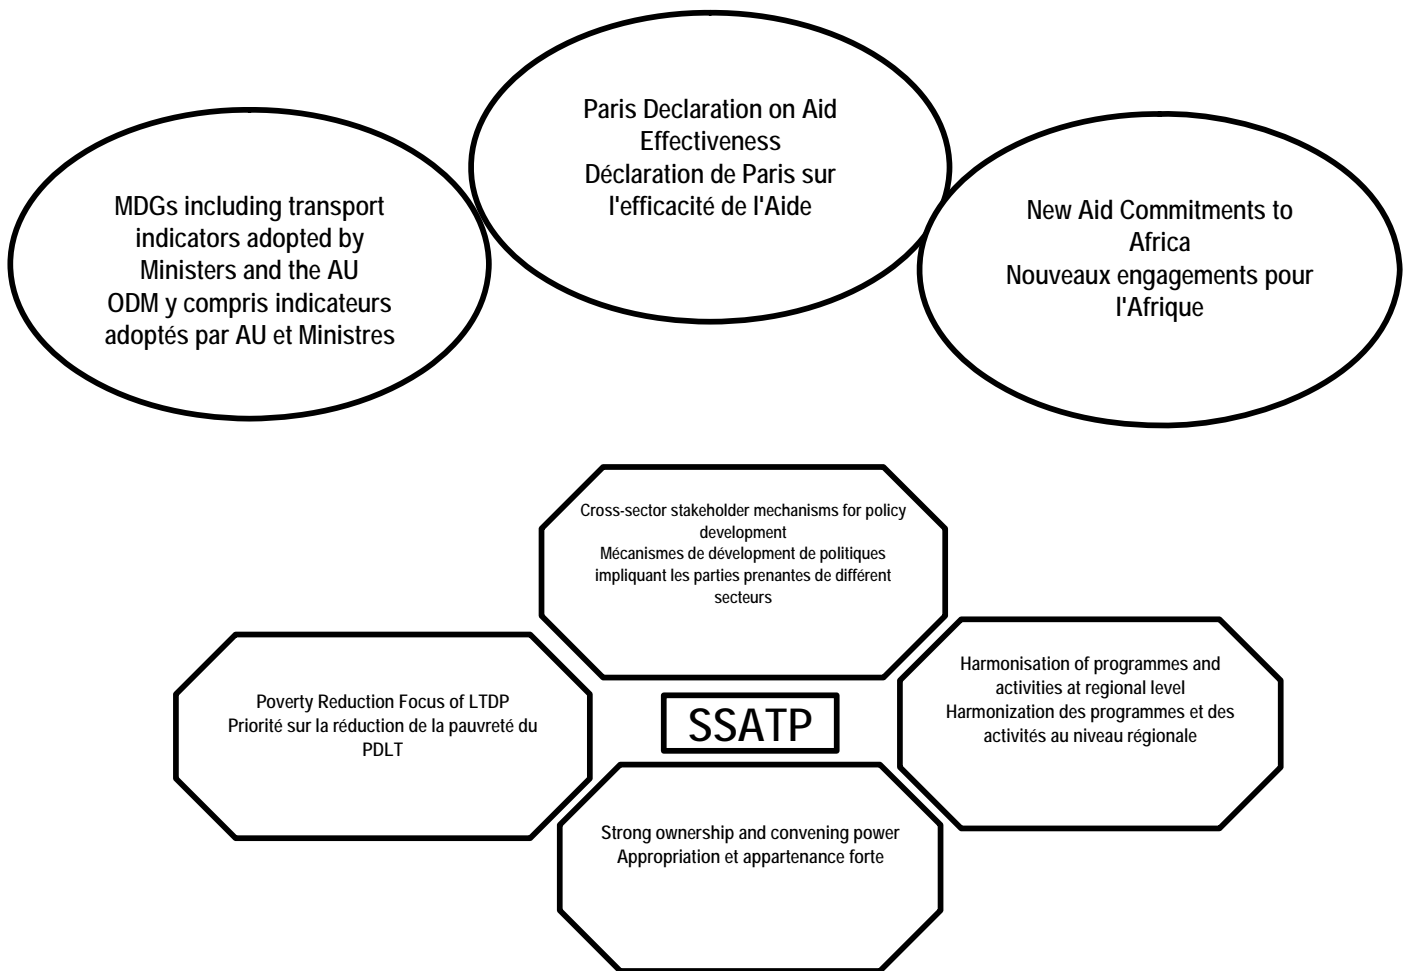 Paris Declaration on Aid
Effectiveness
Déclaration de Paris sur
l'efficacité de l'Aide
MDGs including transport
indicators adopted by
Ministers and the AU
ODM y compris indicateurs
adoptés par AU et Ministres
New Aid Commitments to
Africa
Nouveaux engagements pour
l'Afrique
Cross-sector stakeholder mechanisms for policy
development
Mécanismes de dévelopment de politiques
impliquant les parties prenantes de différent
secteurs
Poverty Reduction Focus of LTDP
Priorité sur la réduction de la pauvreté du
PDLT
SSATP
Harmonisation of programmes and
activities at regional level
Harmonization des programmes et des
activités au niveau régionale
Strong ownership and convening power
Appropriation et appartenance forte